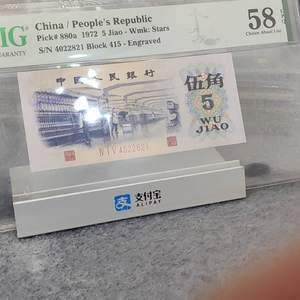 MG
WARRANTY
China / People's Republic
Pick# 880a 1972 5 Jiao - Wmk: Stars
S/N 4022821 Block 415 - Engraved
58
Choice About Unc
中国人民银行
伍角
5
WU
JIAO
支付宝
ALIPAY